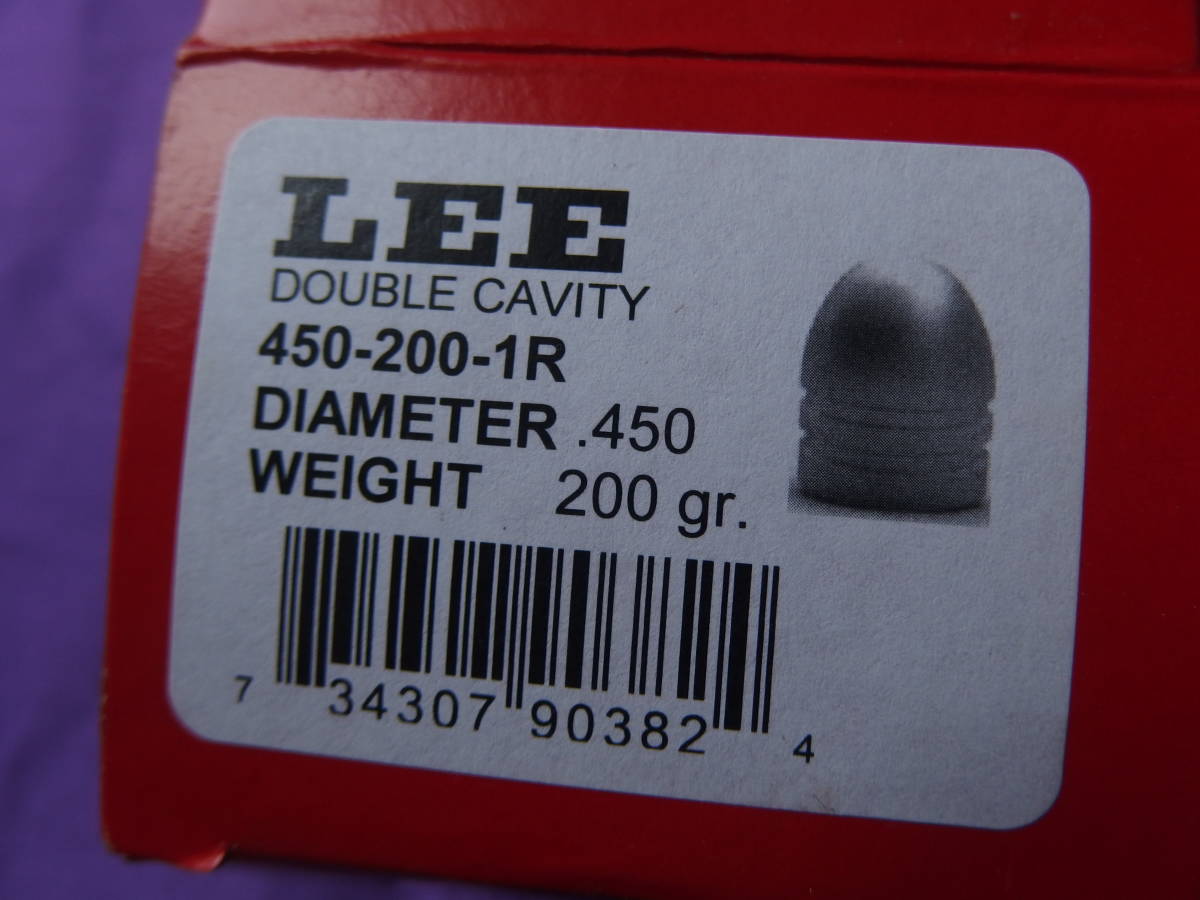 LEE
DOUBLE CAVITY
450-200-1R
DIAMETER .450
WEIGHT 200 gr.
7 34307 90382 4